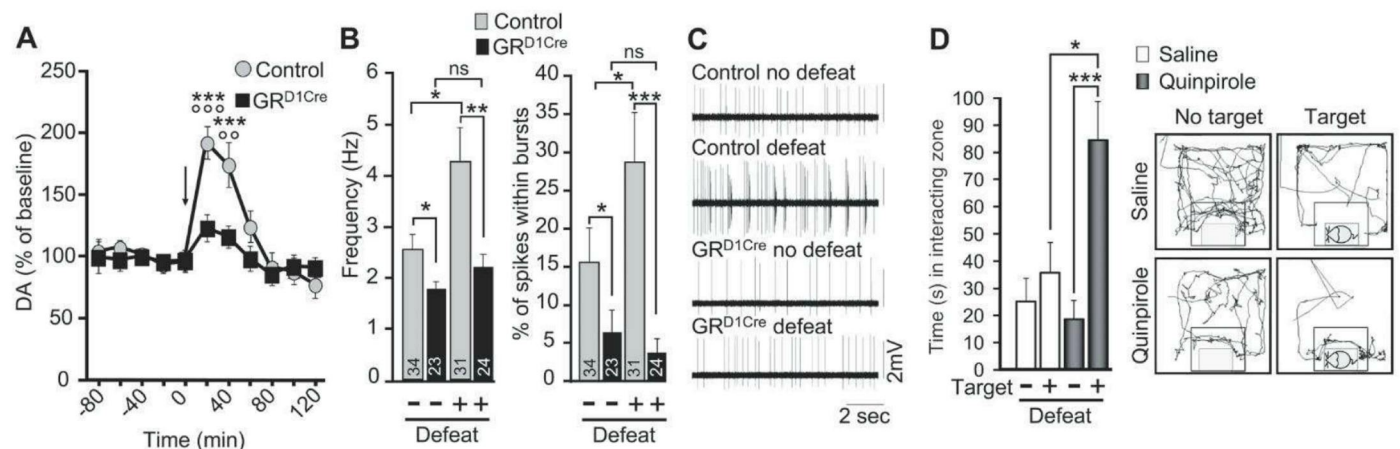 A
Control
GR^D1Cre
DA (% of baseline)
250
200
150
100
50
0
***
°°°
***
°°
-80
-40
0
40
80
120
Time (min)
B
Control
GR^D1Cre
Frequency (Hz)
6
5
4
3
2
1
0
ns
*
**
*
34
23
31
24
- - + +
Defeat
% of spikes within bursts
40
35
30
25
20
15
10
5
0
ns
*
***
*
34
23
31
24
- - + +
Defeat
C
Control no defeat
Control defeat
GR^D1Cre no defeat
GR^D1Cre defeat
2mV
2 sec
D
Saline
Quinpirole
Time (s) in interacting zone
100
90
80
70
60
50
40
30
20
10
0
*
***
Target - + - +
Defeat
No target
Target
Saline
Quinpirole